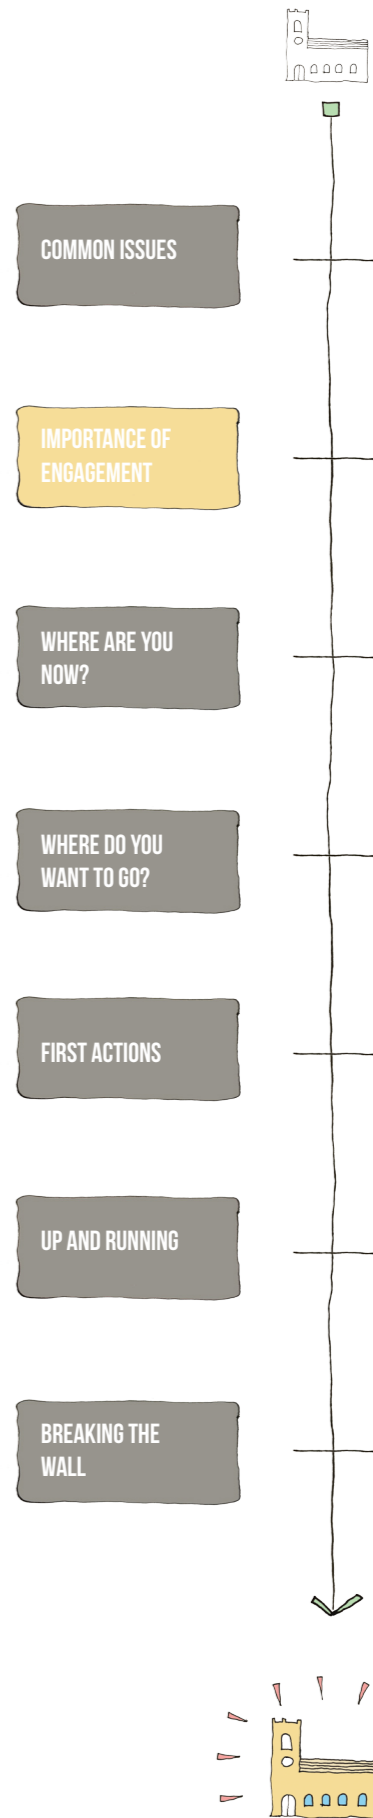 COMMON ISSUES
IMPORTANCE OF
ENGAGEMENT
WHERE ARE YOU
NOW?
WHERE DO YOU
WANT TO GO?
FIRST ACTIONS
UP AND RUNNING
BREAKING THE
WALL